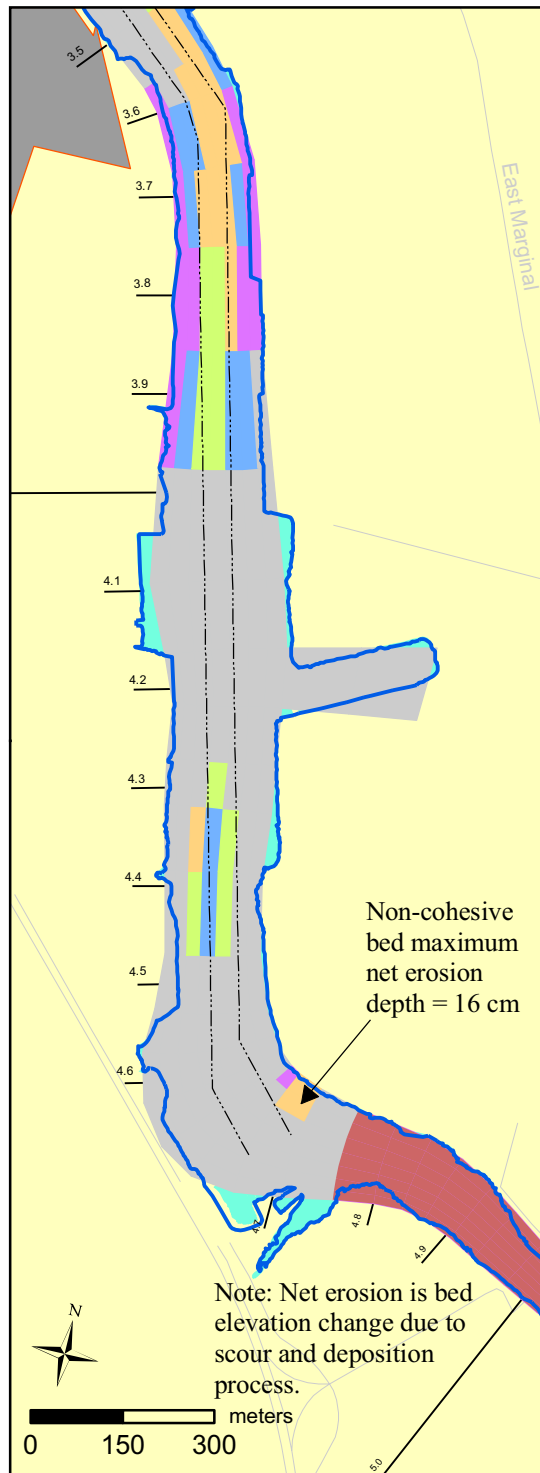 3.5
3.6
East Marginal
3.7
3.8
3.9
4.1
4.2
4.3
4.4
Non-cohesive
bed maximum
net erosion
depth = 16 cm
4.5
4.6
4.7
4.8
4.9
Note: Net erosion is bed
elevation change due to
scour and deposition
process.
N
meters
0 150 300
5.0